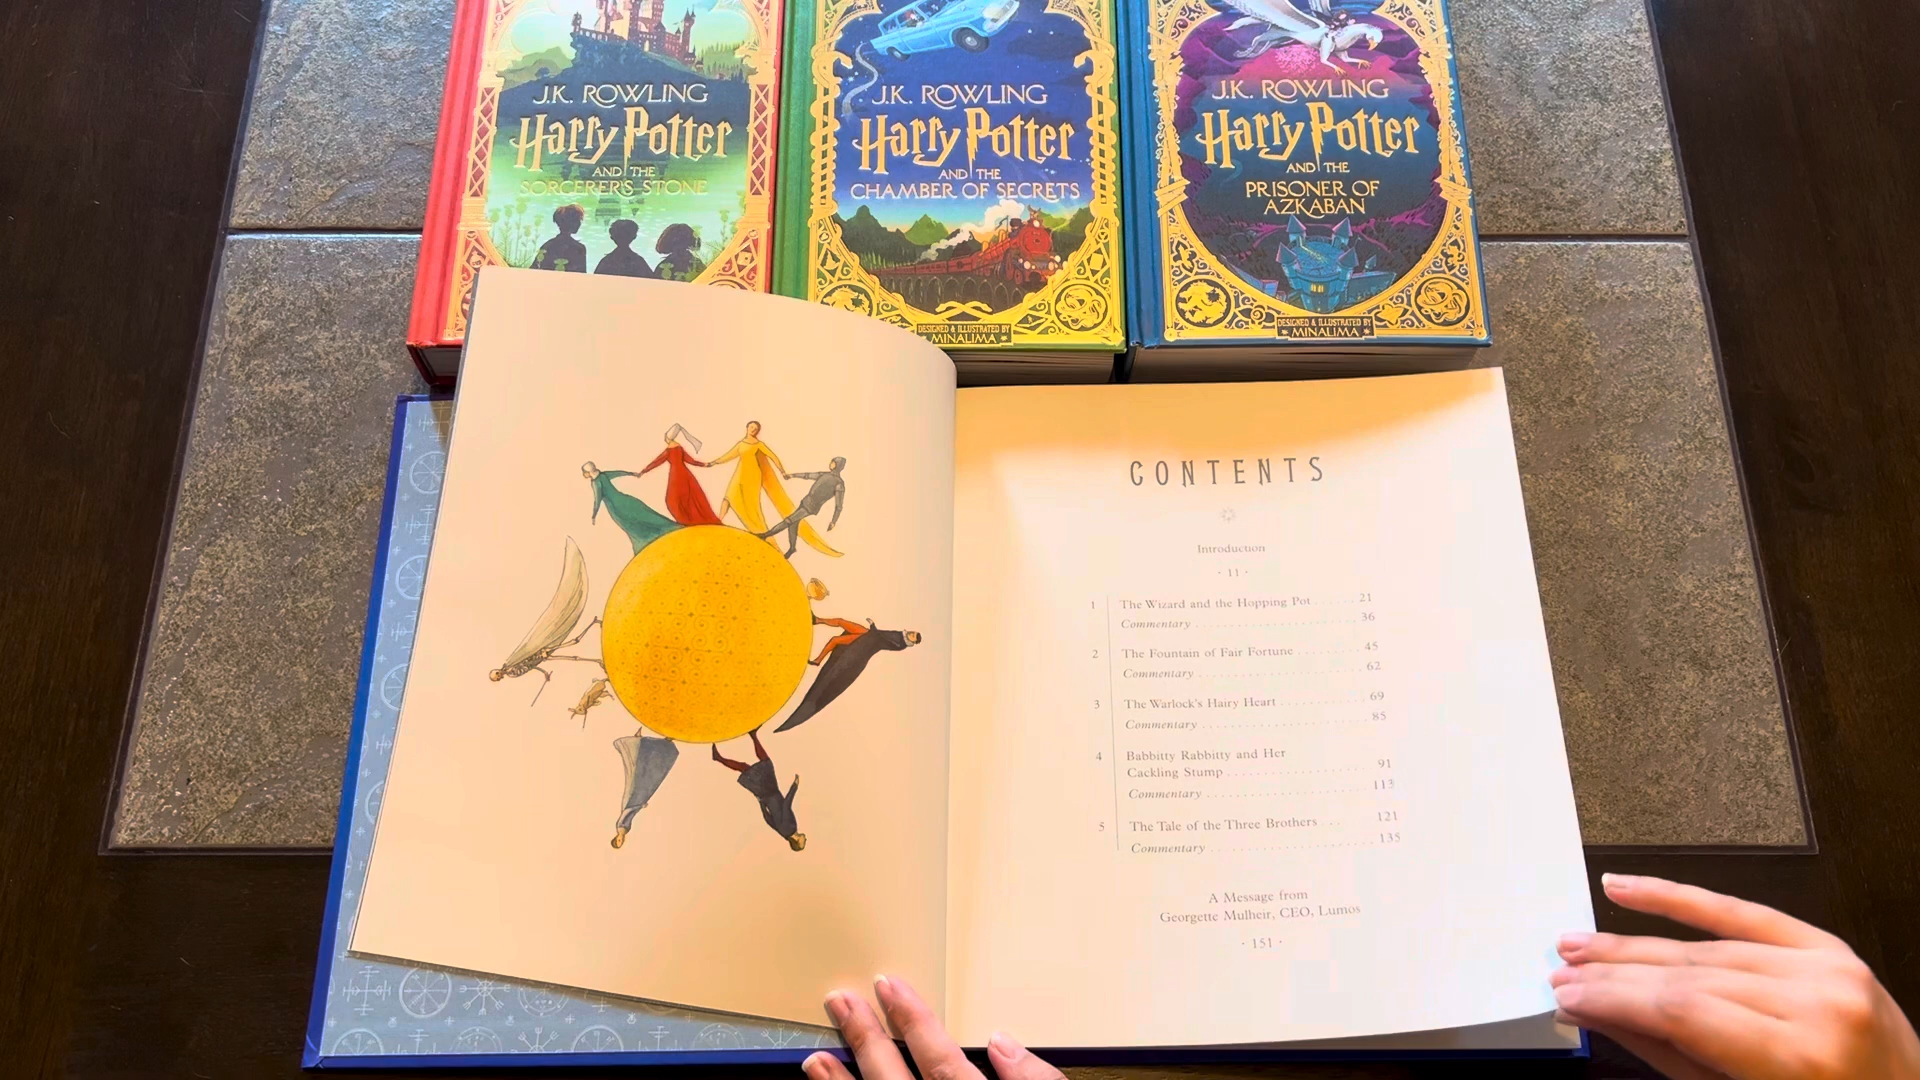 J.K. ROWLING
Harry Potter
AND THE
SORCERER'S STONE
J.K. ROWLING
Harry Potter
AND THE
CHAMBER OF SECRETS
DESIGNED & ILLUSTRATED BY
MINALIMA
J.K. ROWLING
Harry Potter
AND THE
PRISONER OF
AZKABAN
DESIGNED & ILLUSTRATED BY
MINALIMA
CONTENTS
Introduction
· 11 ·
1 The Wizard and the Hopping Pot ...... 21
Commentary ........................ 36
2 The Fountain of Fair Fortune ......... 45
Commentary ........................ 62
3 The Warlock's Hairy Heart ............ 69
Commentary ........................ 85
4 Babbitty Rabbitty and Her
Cackling Stump ..................... 91
Commentary ........................ 113
5 The Tale of the Three Brothers ... 121
Commentary ........................ 135
A Message from
Georgette Mulheir, CEO, Lumos
· 151 ·